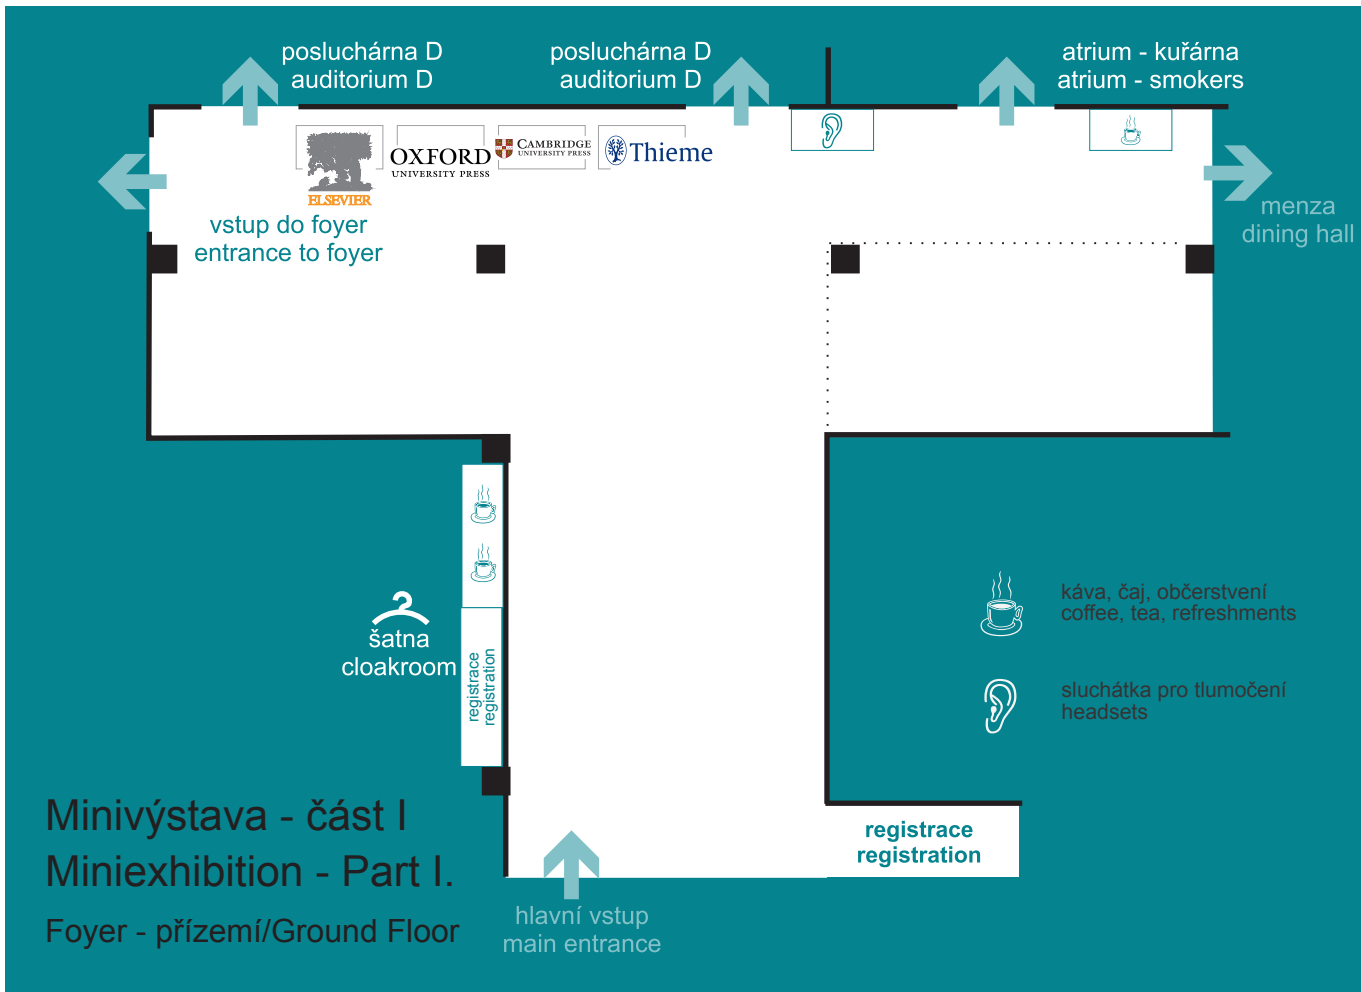 posluchárna D
auditorium D
posluchárna D
auditorium D
atrium - kuřárna
atrium - smokers
ELSEVIER
OXFORD
UNIVERSITY PRESS
CAMBRIDGE
UNIVERSITY PRESS
Thieme
vstup do foyer
entrance to foyer
menza
dining hall
šatna
cloakroom
registrace
registration
káva, čaj, občerstvení
coffee, tea, refreshments
sluchátka pro tlumočení
headsets
Minivýstava - část I
Miniexhibition - Part I.
Foyer - přízemí/Ground Floor
registrace
registration
hlavní vstup
main entrance